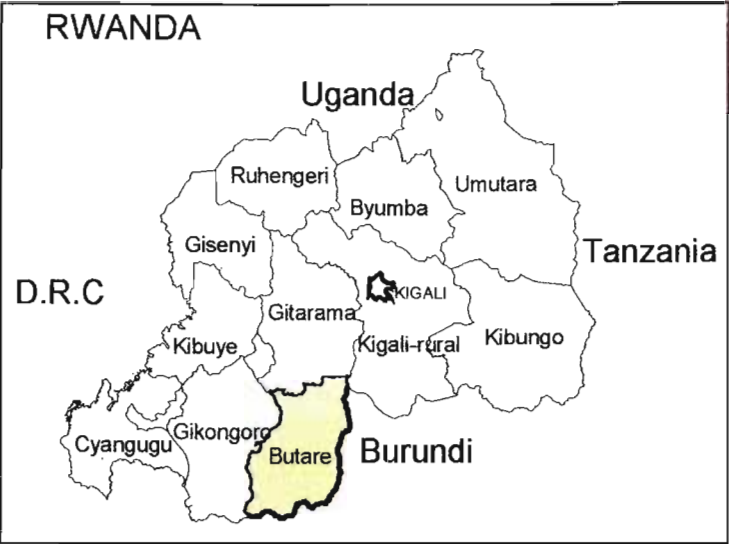 RWANDA
Uganda
Ruhengeri
Umutara
Byumba
Gisenyi
Tanzania
D.R.C
KIGALI
Gitarama
Kibuye
Kigali-rural
Kibungo
Cyangugu
Gikongoro
Butare
Burundi